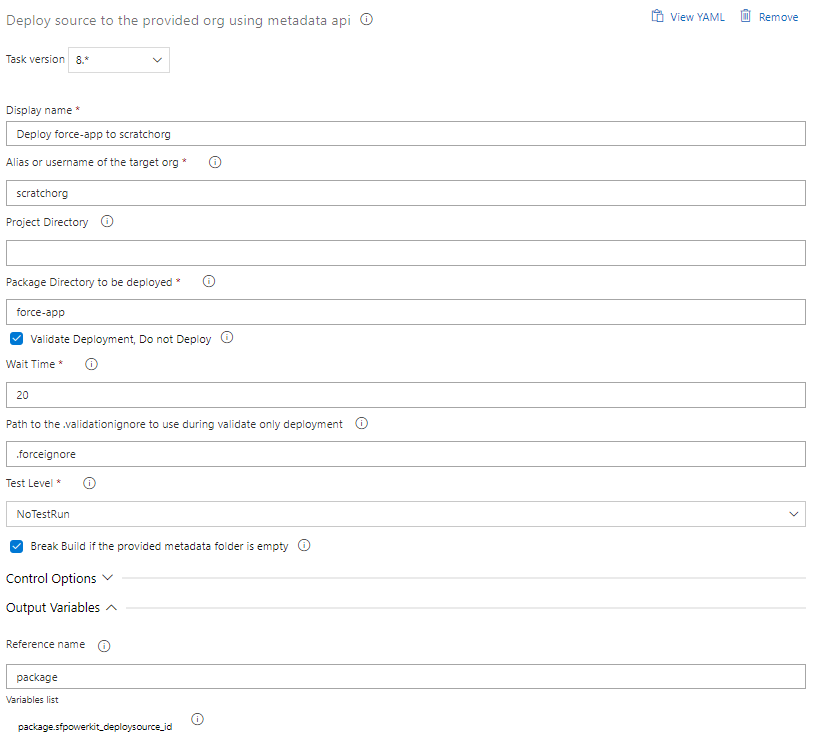 Deploy source to the provided org using metadata api
View YAML Remove
Task version 8.*
Display name *
Deploy force-app to scratchorg
Alias or username of the target org *
scratchorg
Project Directory
Package Directory to be deployed *
force-app
Validate Deployment, Do not Deploy
Wait Time *
20
Path to the .validationignore to use during validate only deployment
.forceignore
Test Level *
NoTestRun
Break Build if the provided metadata folder is empty
Control Options
Output Variables
Reference name
package
Variables list
package.sfpowerkit_deploysource_id